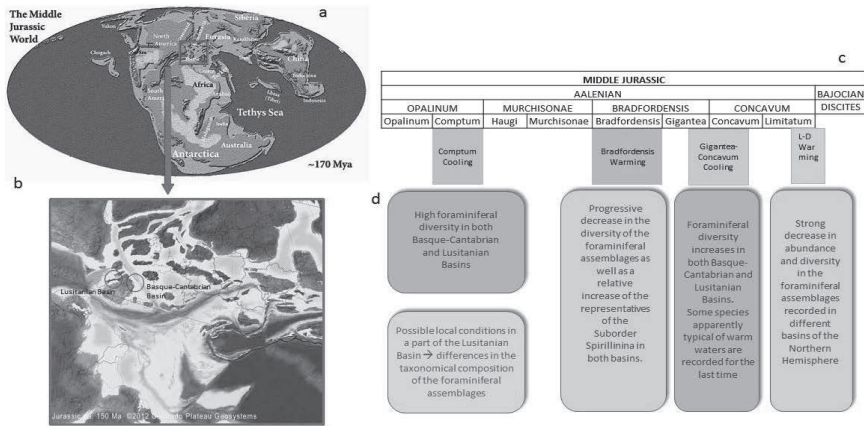 The Middle
Jurassic
World
a
Siberia
Yukon
North
America
Eurasia
Kazakhstan
Chugach
China
Africa
South
America
Indochina
Indonesia
Tethys Sea
India
Australia
Antarctica
~170 Mya
b
Lusitanian Basin
Basque-Cantabrian
Basin
Jurassic
150 Ma ©2012 Colorado Plateau Geosystems
c
MIDDLE JURASSIC
AALENIAN
BAJOCIAN
OPALINUM MURCHISONAE BRADFORDENSIS CONCAVUM DISCITES
Opalinum Comptum Haugi Murchisonae Bradfordensis Gigantea Concavum Limitatum
Comptum
Cooling
Bradfordensis
Warming
Gigantea-
Concavum
Cooling
L-D
War
ming
d
High foraminiferal
diversity in both
Basque-Cantabrian
and Lusitanian
Basins
Possible local conditions in
a part of the Lusitanian
Basin → differences in the
taxonomical composition
of the foraminiferal
assemblages
Progressive
decrease in the
diversity of the
foraminiferal
assemblages as
well as a
relative
increase of the
representatives
of the
Suborder
Spirillinina in
both basins.
Foraminiferal
diversity
increases in
both Basque-
Cantabrian and
Lusitanian
Basins.
Some species
apparently
typical of warm
waters are
recorded for the
last time
Strong
decrease in
abundance
and diversity
in the
foraminiferal
assemblages
recorded in
different
basins of the
Northern
Hemisphere